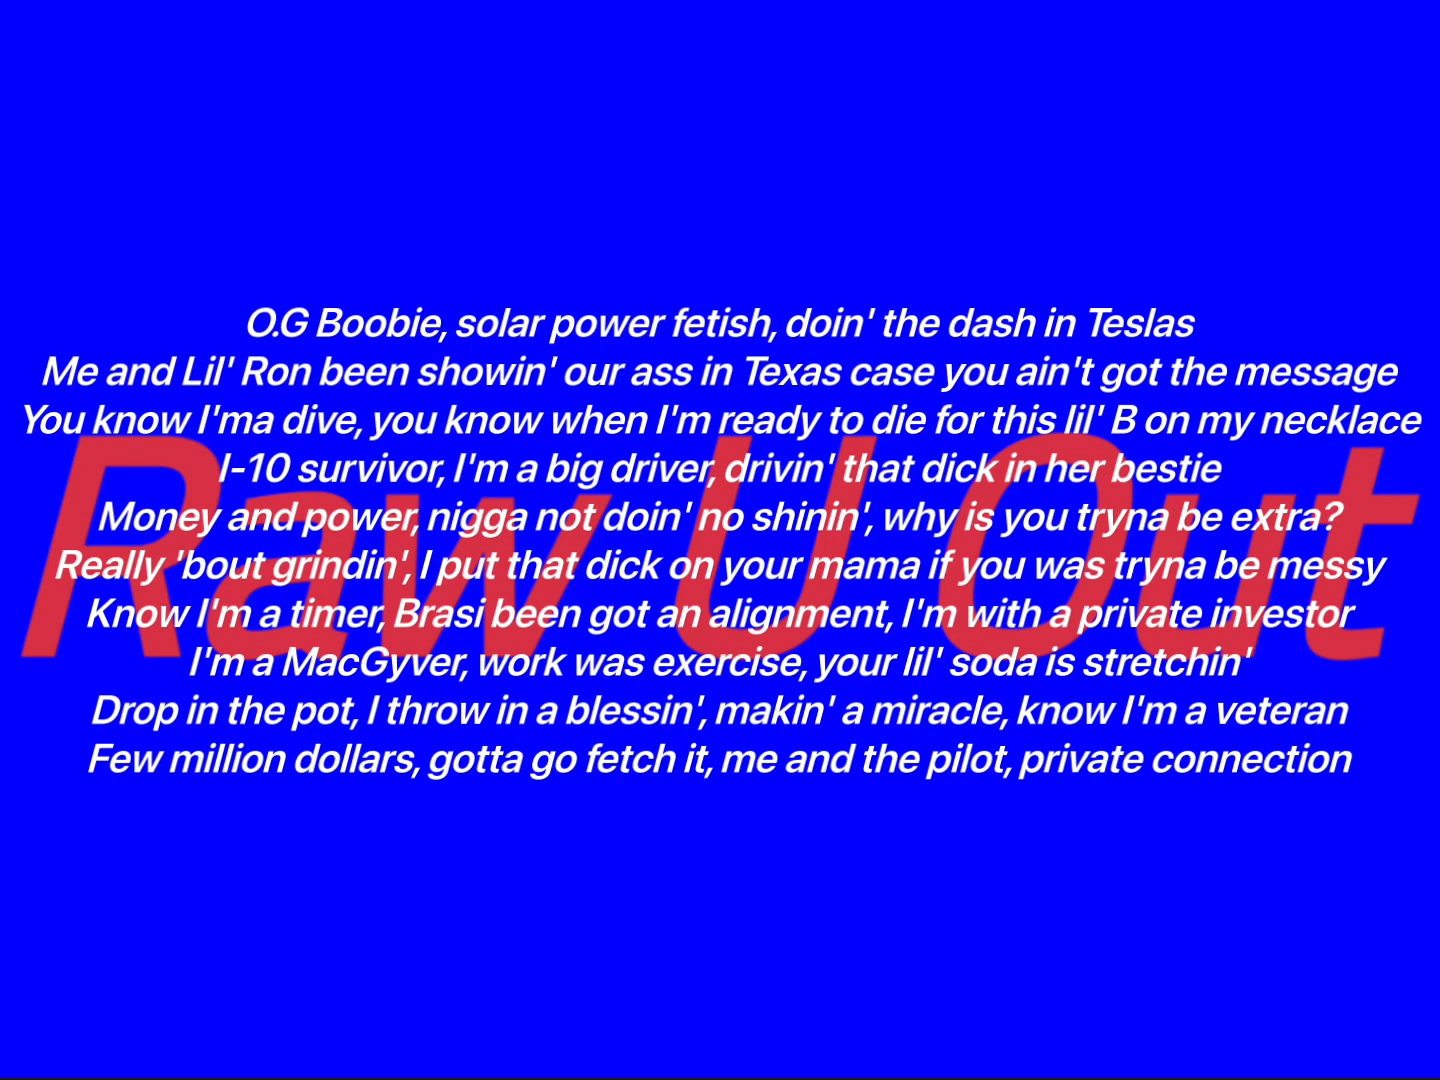 O.G Boobie, solar power fetish, doin' the dash in Teslas
Me and Lil' Ron been showin' our ass in Texas case you ain't got the message
You know I'ma dive, you know when I'm ready to die for this lil' B on my necklace
I-10 survivor, I'm a big driver, drivin' that dick in her bestie
Money and power, nigga not doin' no shinin', why is you tryna be extra?
Really 'bout grindin', I put that dick on your mama if you was tryna be messy
Know I'm a timer, Brasi been got an alignment, I'm with a private investor
I'm a MacGyver, work was exercise, your lil' soda is stretchin'
Drop in the pot, I throw in a blessin', makin' a miracle, know I'm a veteran
Few million dollars, gotta go fetch it, me and the pilot, private connection
Raw U Out